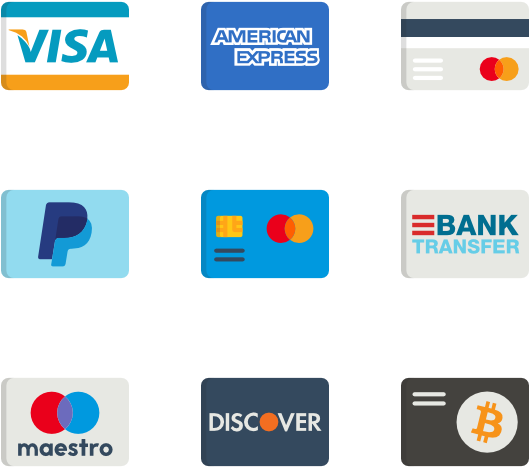 VISA
AMERICAN
EXPRESS
BANK
TRANSFER
maestro
DISCOVER